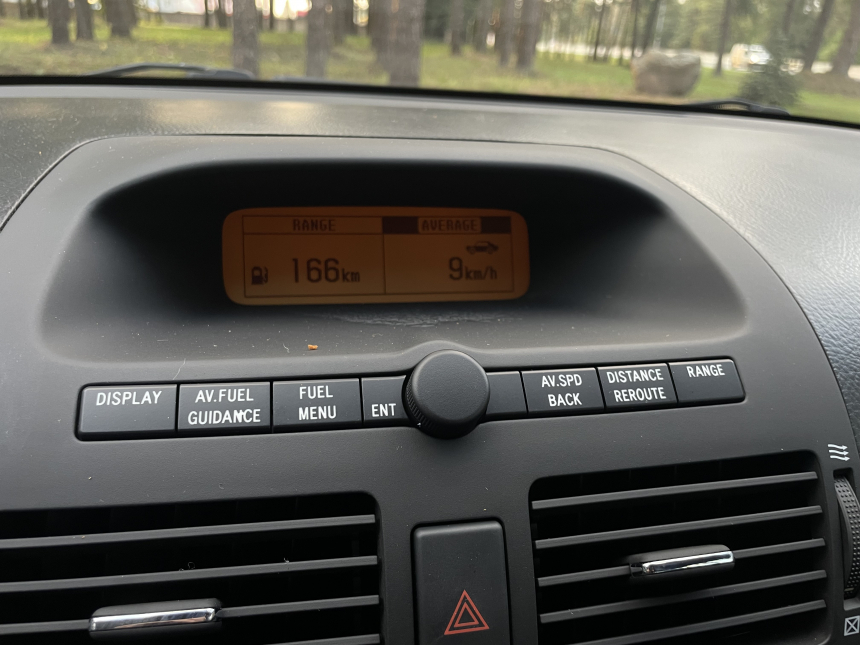 RANGE
AVERAGE
166km
9km/h
DISPLAY
AV.FUEL
GUIDANCE
FUEL
MENU
ENT
AV.SPD
BACK
DISTANCE
REROUTE
RANGE